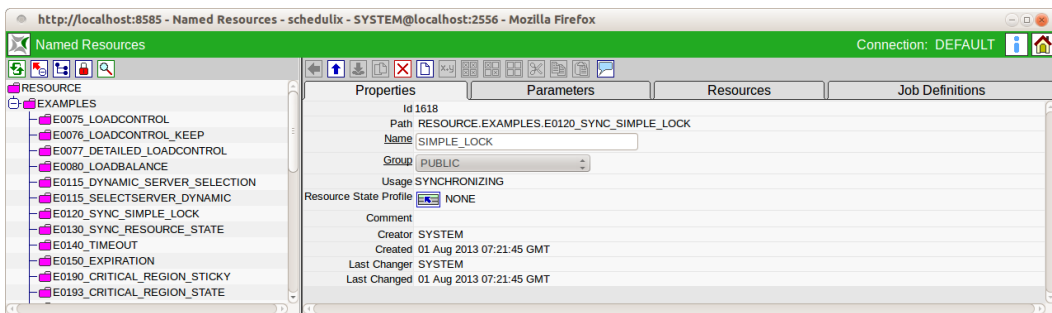 http://localhost:8585 - Named Resources - schedulix - SYSTEM@localhost:2556 - Mozilla Firefox
Named Resources
Connection: DEFAULT
RESOURCE
EXAMPLES
E0075_LOADCONTROL
E0076_LOADCONTROL_KEEP
E0077_DETAILED_LOADCONTROL
E0080_LOADBALANCE
E0115_DYNAMIC_SERVER_SELECTION
E0115_SELECTSERVER_DYNAMIC
E0120_SYNC_SIMPLE_LOCK
E0130_SYNC_RESOURCE_STATE
E0140_TIMEOUT
E0150_EXPIRATION
E0190_CRITICAL_REGION_STICKY
E0193_CRITICAL_REGION_STATE
Properties Parameters Resources Job Definitions
Id 1618
Path RESOURCE.EXAMPLES.E0120_SYNC_SIMPLE_LOCK
Name SIMPLE_LOCK
Group PUBLIC
Usage SYNCHRONIZING
Resource State Profile NONE
Comment
Creator SYSTEM
Created 01 Aug 2013 07:21:45 GMT
Last Changer SYSTEM
Last Changed 01 Aug 2013 07:21:45 GMT